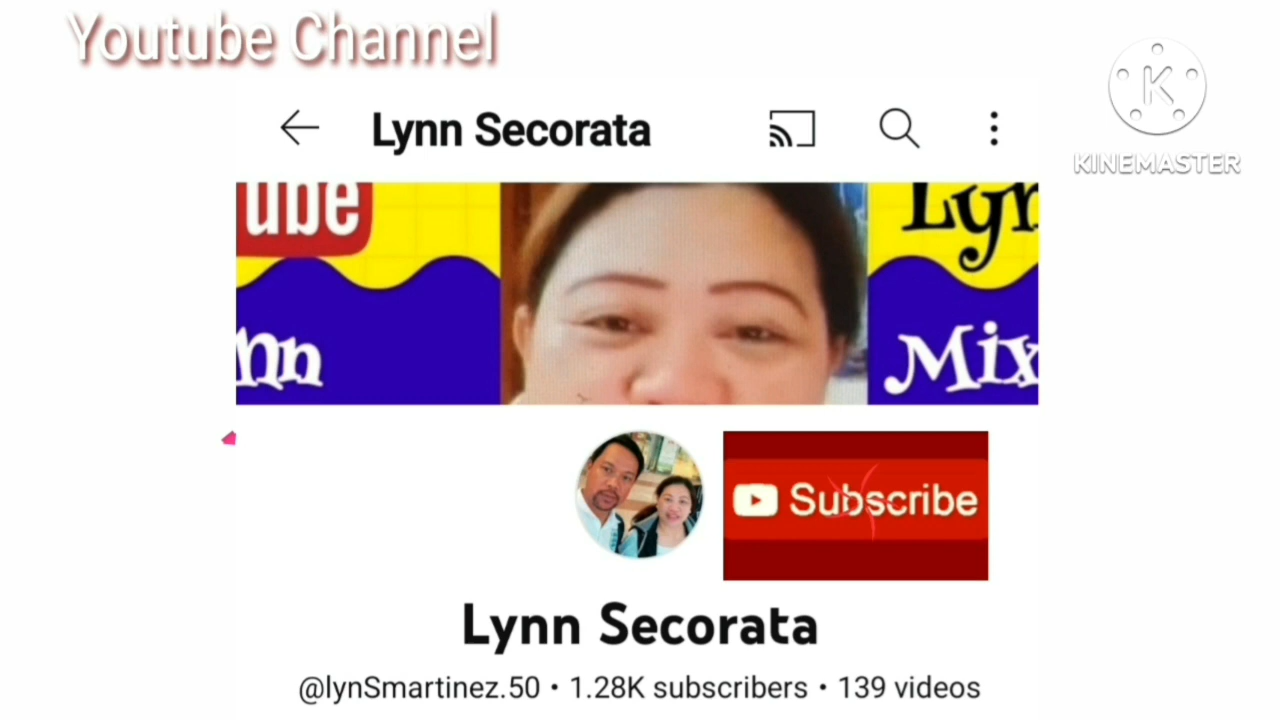 Youtube Channel
Lynn Secorata
K
KINEMASTER
ube
Lyn
nn
Mix
Subscribe
Lynn Secorata
@lynSmartinez.50 • 1.28K subscribers • 139 videos